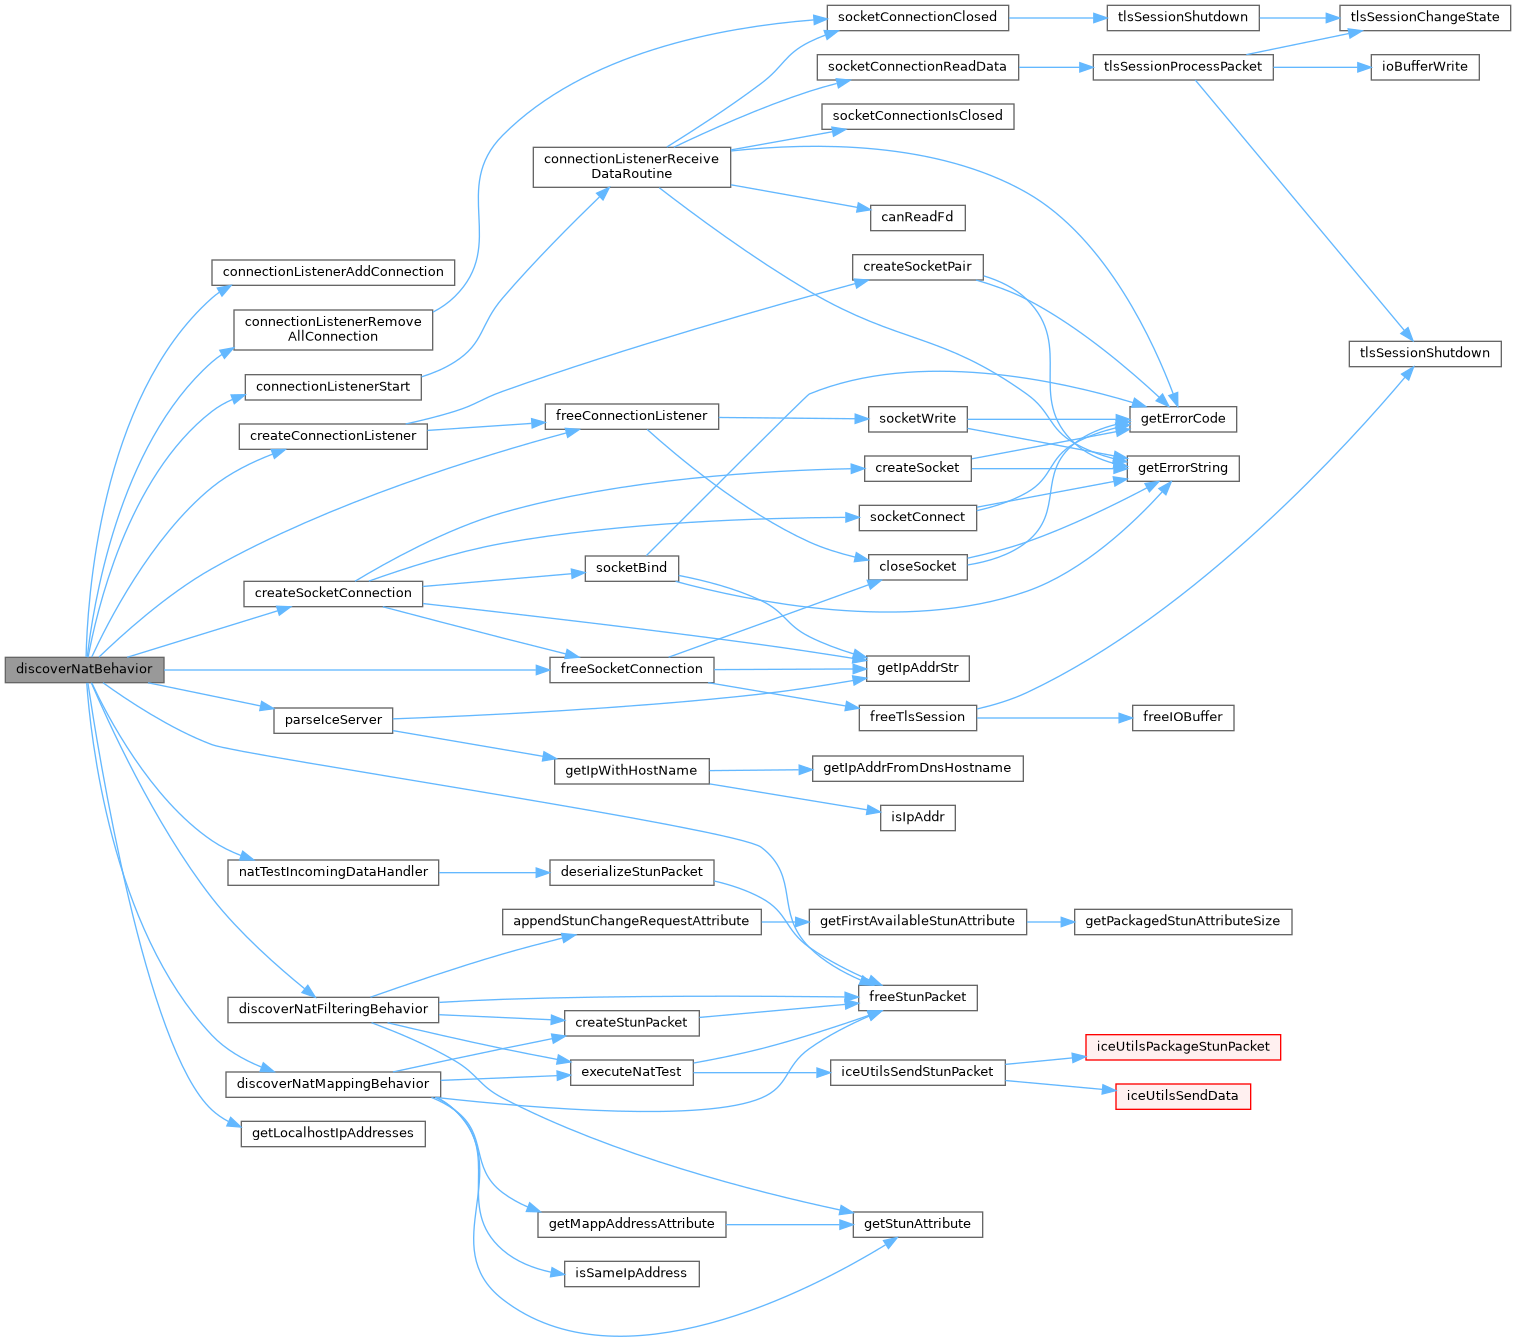 discoverNatBehavior
connectionListenerAddConnection
connectionListenerRemove
AllConnection
connectionListenerStart
createConnectionListener
createSocketConnection
parseIceServer
natTestIncomingDataHandler
discoverNatFilteringBehavior
discoverNatMappingBehavior
getLocalhostIpAddresses
connectionListenerReceive
DataRoutine
freeConnectionListener
socketBind
freeSocketConnection
getIpWithHostName
deserializeStunPacket
appendStunChangeRequestAttribute
createStunPacket
executeNatTest
getMappAddressAttribute
isSameIpAddress
socketConnectionClosed
socketConnectionReadData
socketConnectionIsClosed
canReadFd
createSocketPair
socketWrite
createSocket
socketConnect
closeSocket
getIpAddrStr
freeTlsSession
getIpAddrFromDnsHostname
isIpAddr
getFirstAvailableStunAttribute
freeStunPacket
iceUtilsSendStunPacket
getStunAttribute
tlsSessionShutdown
tlsSessionProcessPacket
getErrorCode
getErrorString
freeIOBuffer
getPackagedStunAttributeSize
iceUtilsPackageStunPacket
iceUtilsSendData
tlsSessionChangeState
ioBufferWrite
tlsSessionShutdown